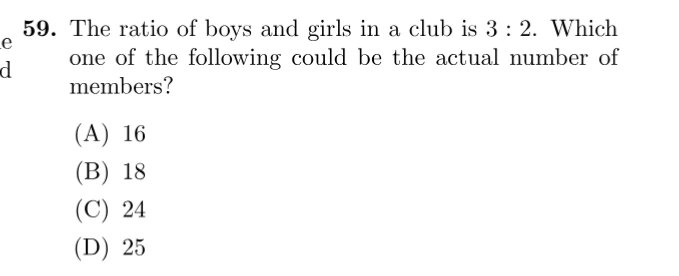 59. The ratio of boys and girls in a club is 3 : 2. Which
e
one of the following could be the actual number of
d
members?
(A) 16
(B) 18
(C) 24
(D) 25